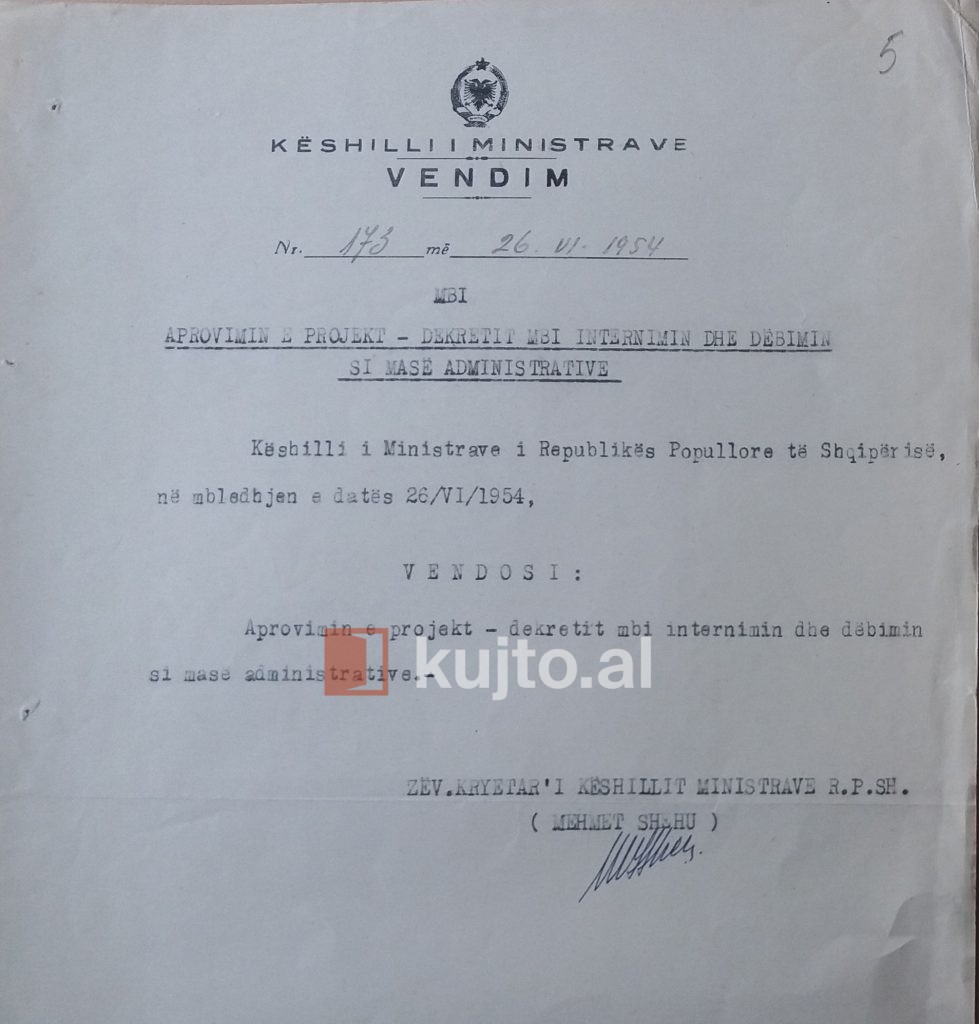 5
KËSHILLI I MINISTRAVE
VENDIM
Nr. 173 më 26. VI. 1954
MBI
APROVIMIN E PROJEKT - DEKRETIT MBI INTERNIMIN DHE DËBIMIN
SI MASË ADMINISTRATIVE
Këshilli i Ministrave i Republikës Popullore të Shqipërisë,
në mbledhjen e datës 26/VI/1954,
V E N D O S I :
Aprovimin e projekt - dekretit mbi internimin dhe dëbimin
si masë administrative.-
kujto.al
ZËV.KRYETAR'I KËSHILLIT MINISTRAVE R.P.SH.
( MEHMET SHEHU )